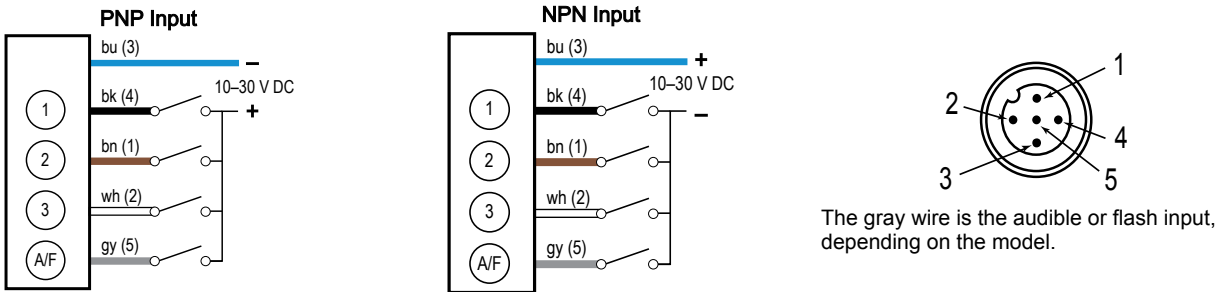 PNP Input
bu (3)
–
10–30 V DC
bk (4)
1
+
bn (1)
2
wh (2)
3
gy (5)
A/F
NPN Input
bu (3)
+
10–30 V DC
bk (4)
1
–
bn (1)
2
wh (2)
3
gy (5)
A/F
1
2
4
3
5
The gray wire is the audible or flash input,
depending on the model.